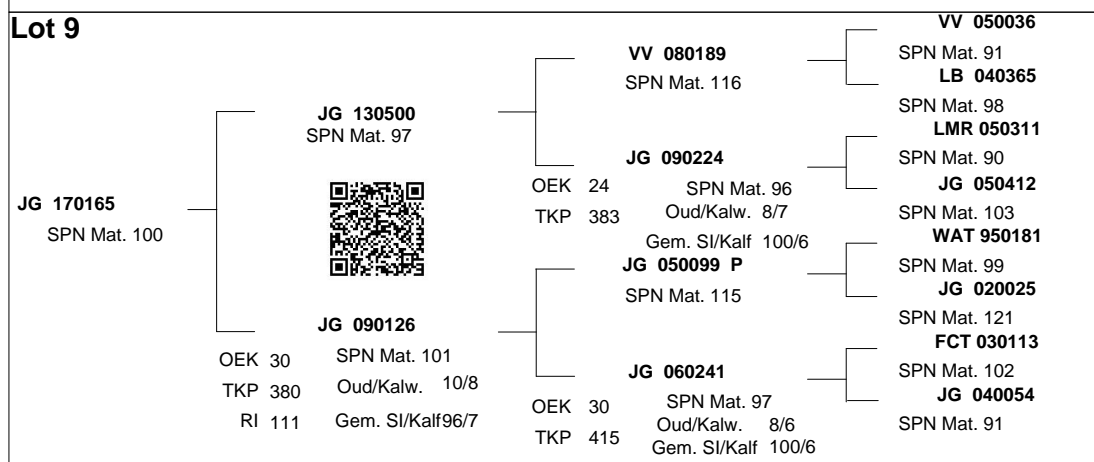 Lot 9
JG 170165
SPN Mat. 100
JG 130500
SPN Mat. 97
JG 090126
OEK 30 SPN Mat. 101
TKP 380 Oud/Kalw. 10/8
RI 111 Gem. SI/Kalf 96/7
VV 080189
SPN Mat. 116
JG 090224
OEK 24 SPN Mat. 96
TKP 383 Oud/Kalw. 8/7
Gem. SI/Kalf 100/6
JG 050099 P
SPN Mat. 115
JG 060241
OEK 30 SPN Mat. 97
TKP 415 Oud/Kalw. 8/6
Gem. SI/Kalf 100/6
VV 050036
SPN Mat. 91
LB 040365
SPN Mat. 98
LMR 050311
SPN Mat. 90
JG 050412
SPN Mat. 103
WAT 950181
SPN Mat. 99
JG 020025
SPN Mat. 121
FCT 030113
SPN Mat. 102
JG 040054
SPN Mat. 91